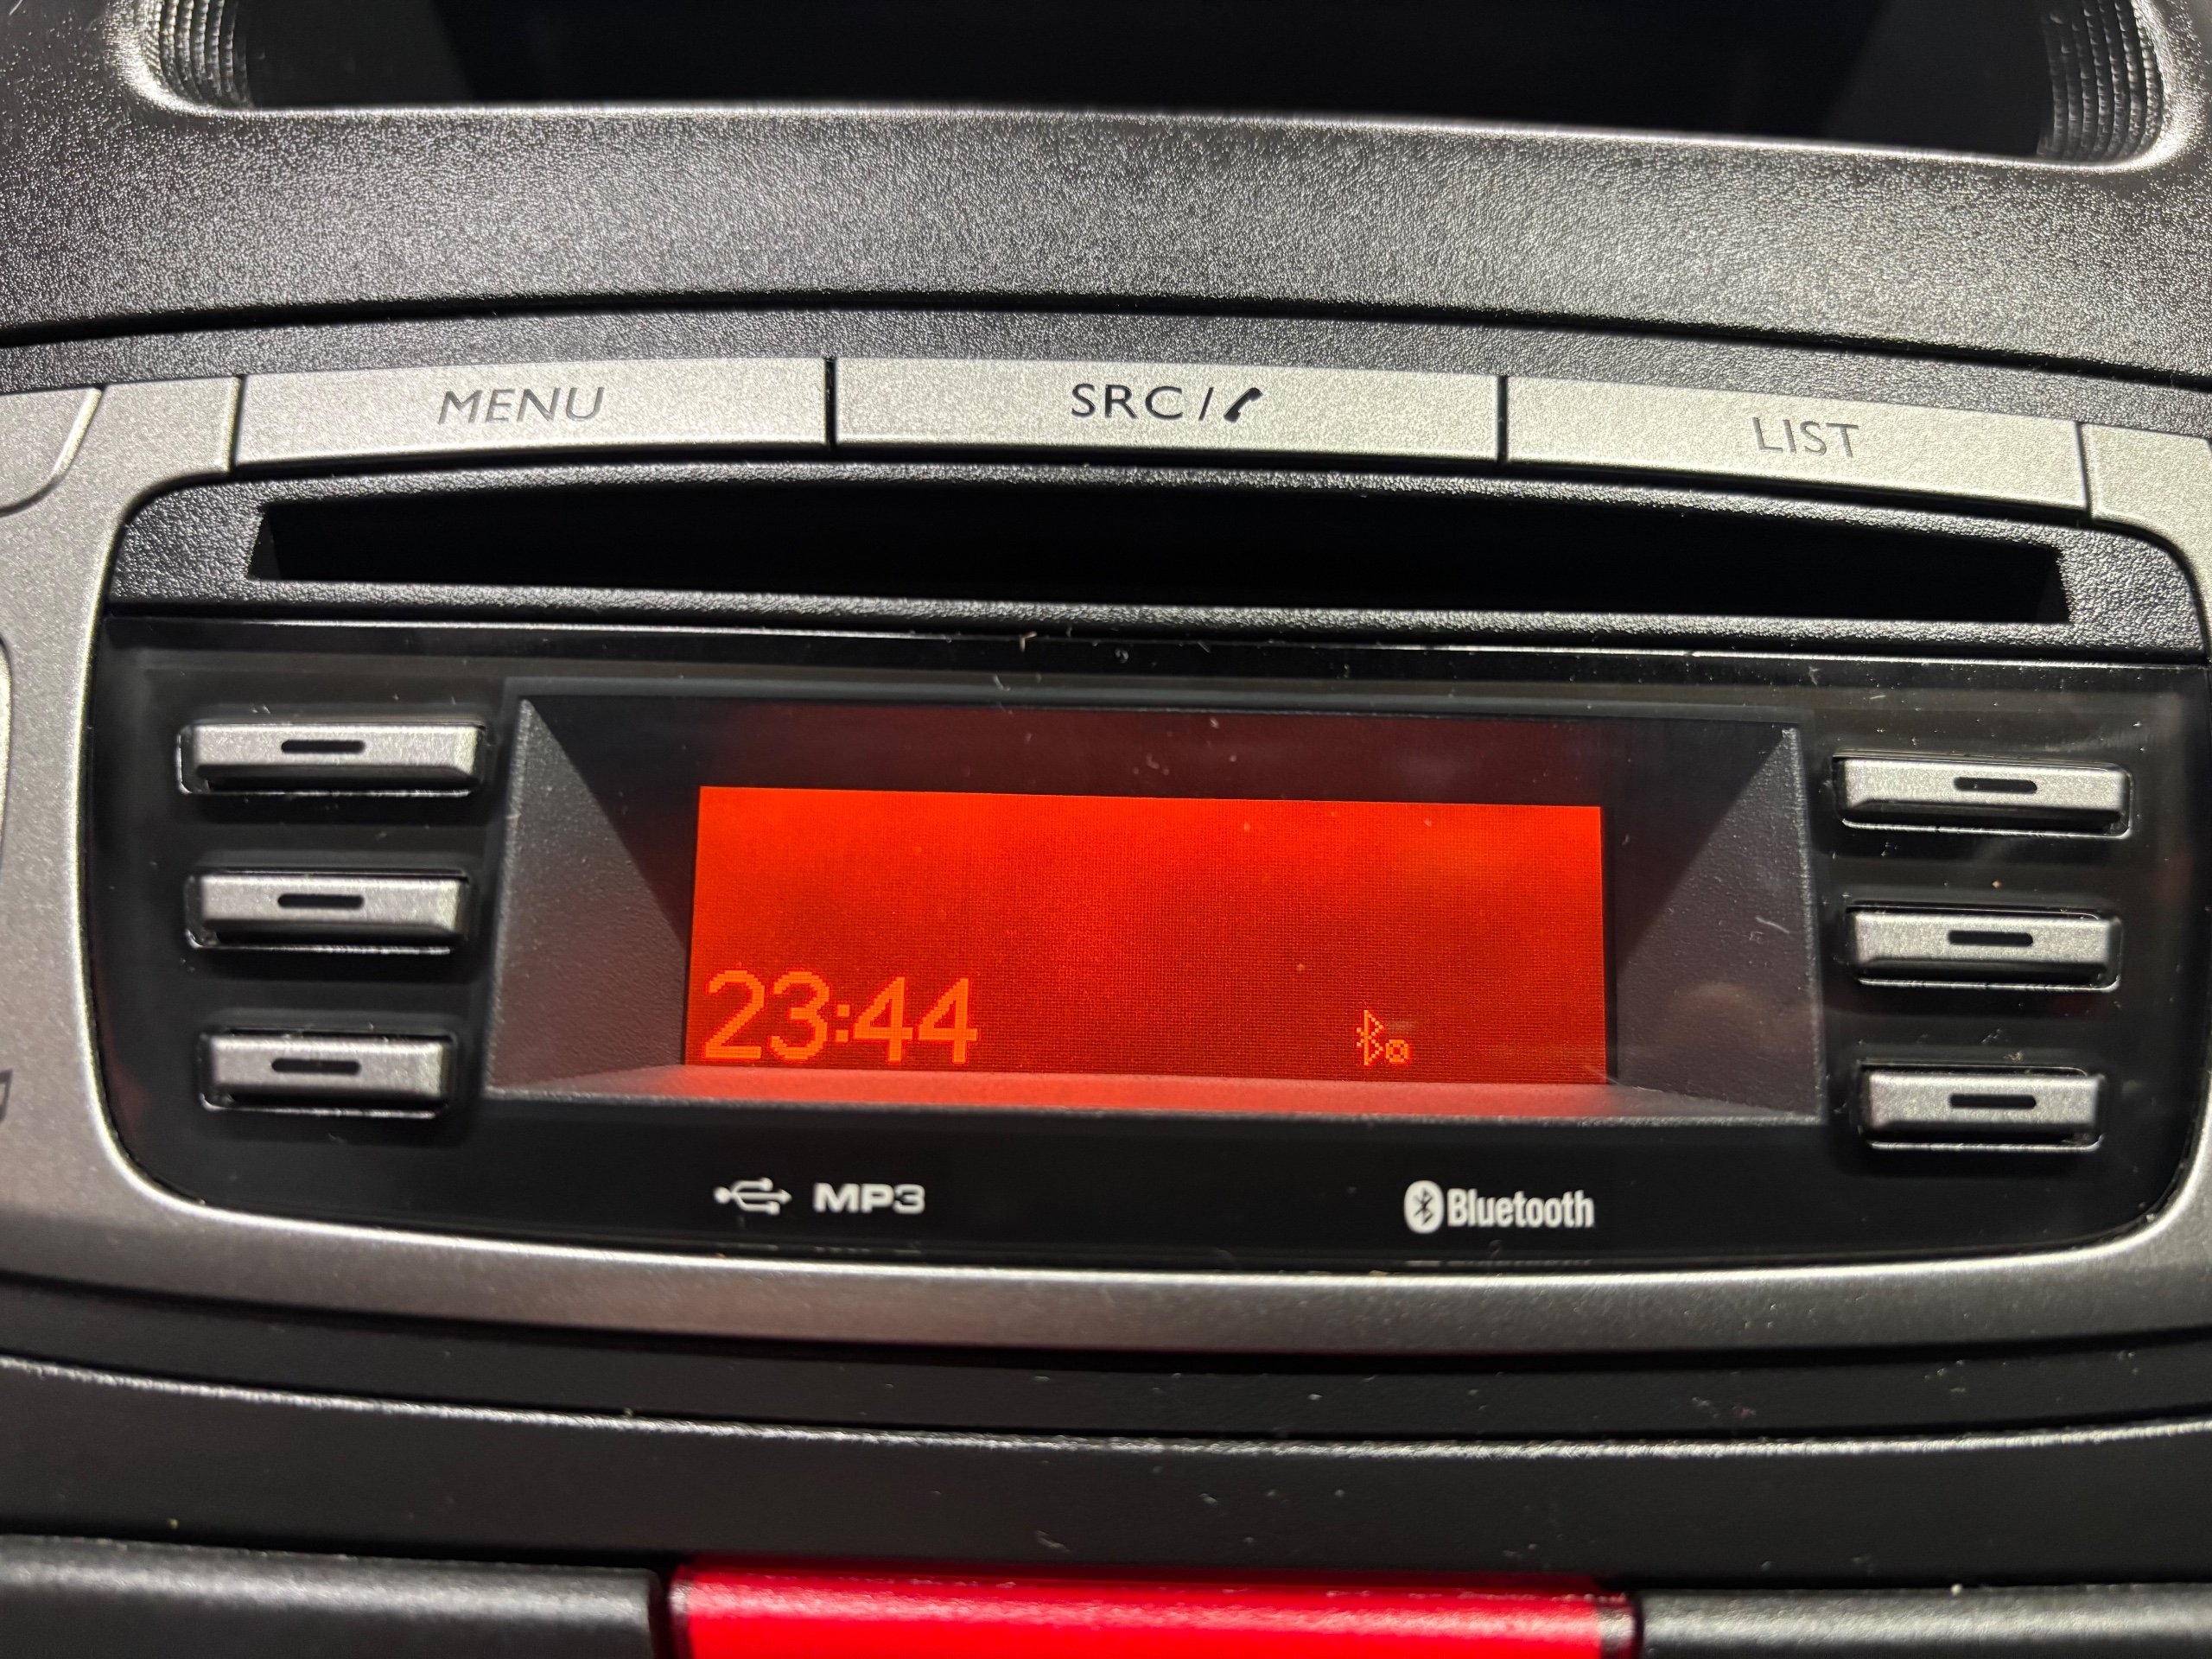 MENU
SRC/
LIST
23:44
MP3
Bluetooth